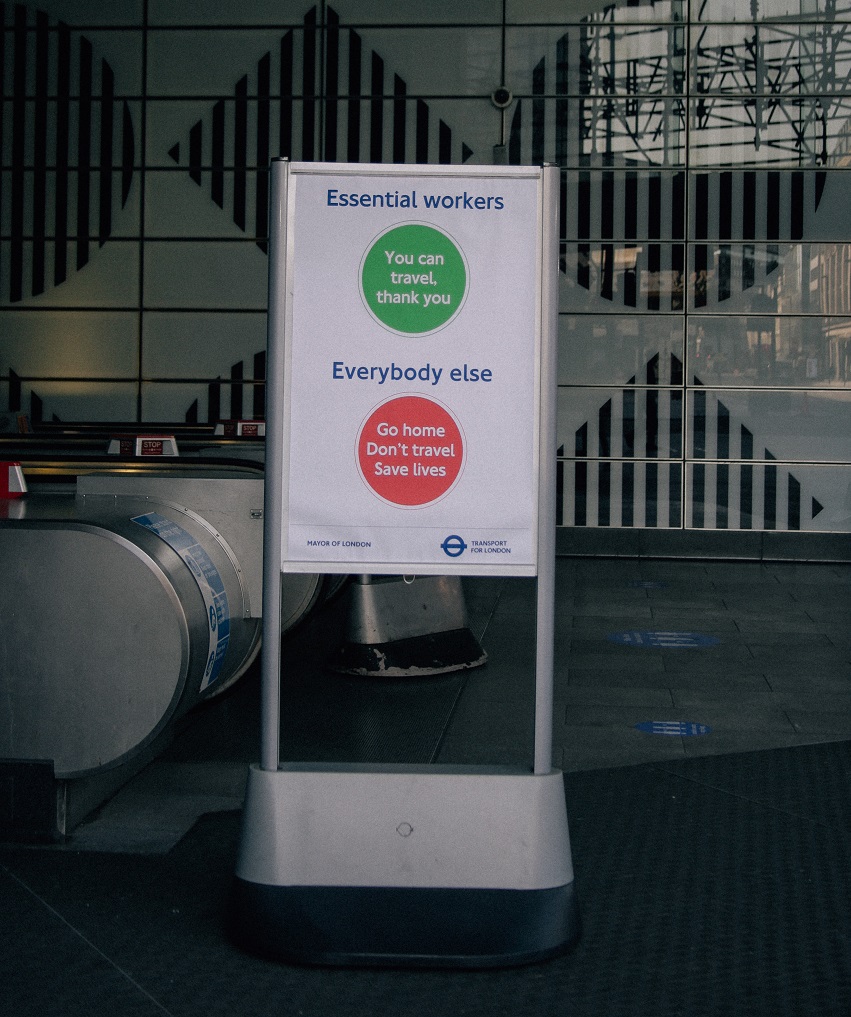 Essential workers
You can
travel,
thank you
Everybody else
Go home
Don't travel
Save lives
MAYOR OF LONDON
TRANSPORT
FOR LONDON
STOP
STOP